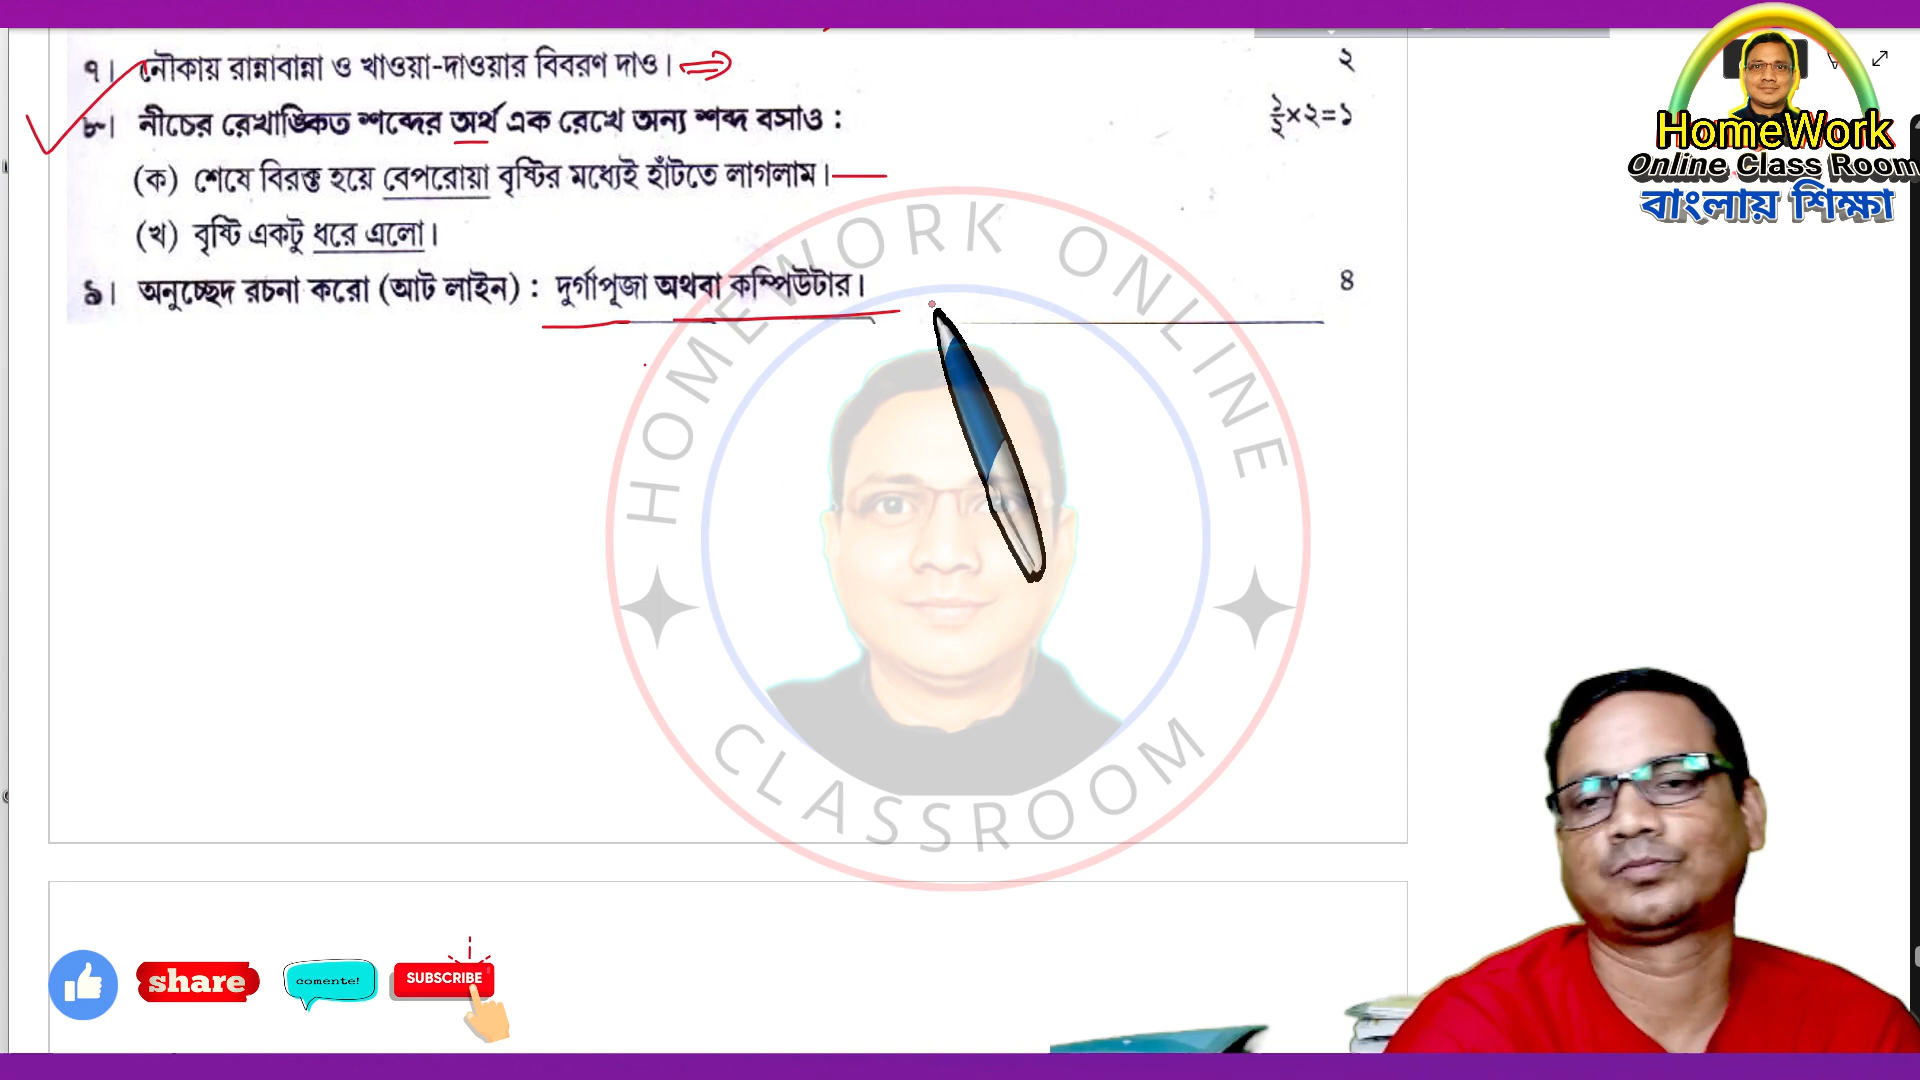 ৭। নৌকায় রান্নাবান্না ও খাওয়া-দাওয়ার বিবরণ দাও। ২
৮। নীচের রেখাঙ্কিত শব্দের অর্থ এক রেখে অন্য শব্দ বসাও : ১/২×২=১
(ক) শেষে বিরক্ত হয়ে বেপরোয়া বৃষ্টির মধ্যেই হাঁটতে লাগলাম।
(খ) বৃষ্টি একটু ধরে এলো।
৯। অনুচ্ছেদ রচনা করো (আট লাইন) : দুর্গাপূজা অথবা কম্পিউটার। ৪
HomeWork
Online Class Room
বাংলায় শিক্ষা
HOMEWORK ONLINE
CLASSROOM
share
comente!
SUBSCRIBE